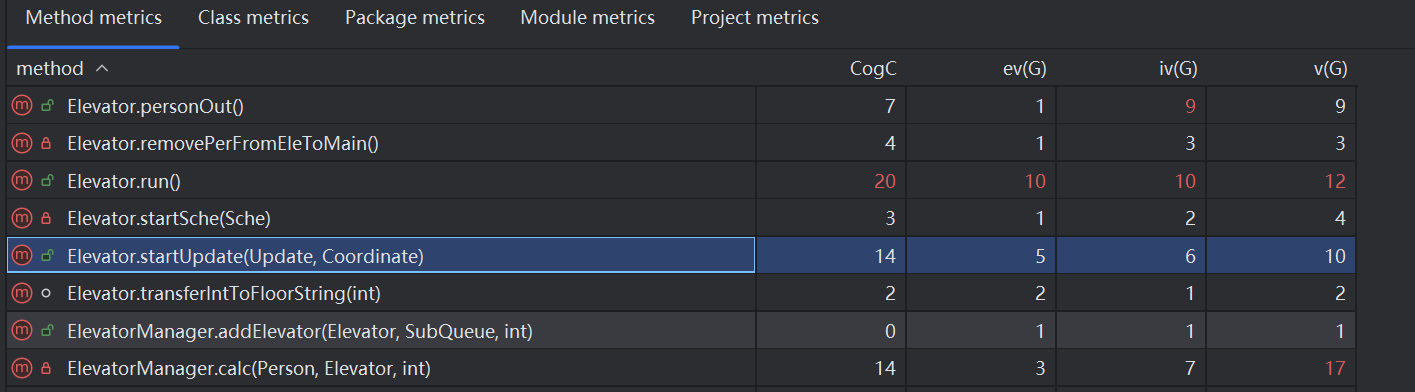 Method metrics Class metrics Package metrics Module metrics Project metrics
method CogC ev(G) iv(G) v(G)
m Elevator.personOut() 7 1 9 9
m Elevator.removePerFromEleToMain() 4 1 3 3
m Elevator.run() 20 10 10 12
m Elevator.startSche(Sche) 3 1 2 4
m Elevator.startUpdate(Update, Coordinate) 14 5 6 10
m Elevator.transferIntToFloorString(int) 2 2 1 2
m ElevatorManager.addElevator(Elevator, SubQueue, int) 0 1 1 1
m ElevatorManager.calc(Person, Elevator, int) 14 3 7 17